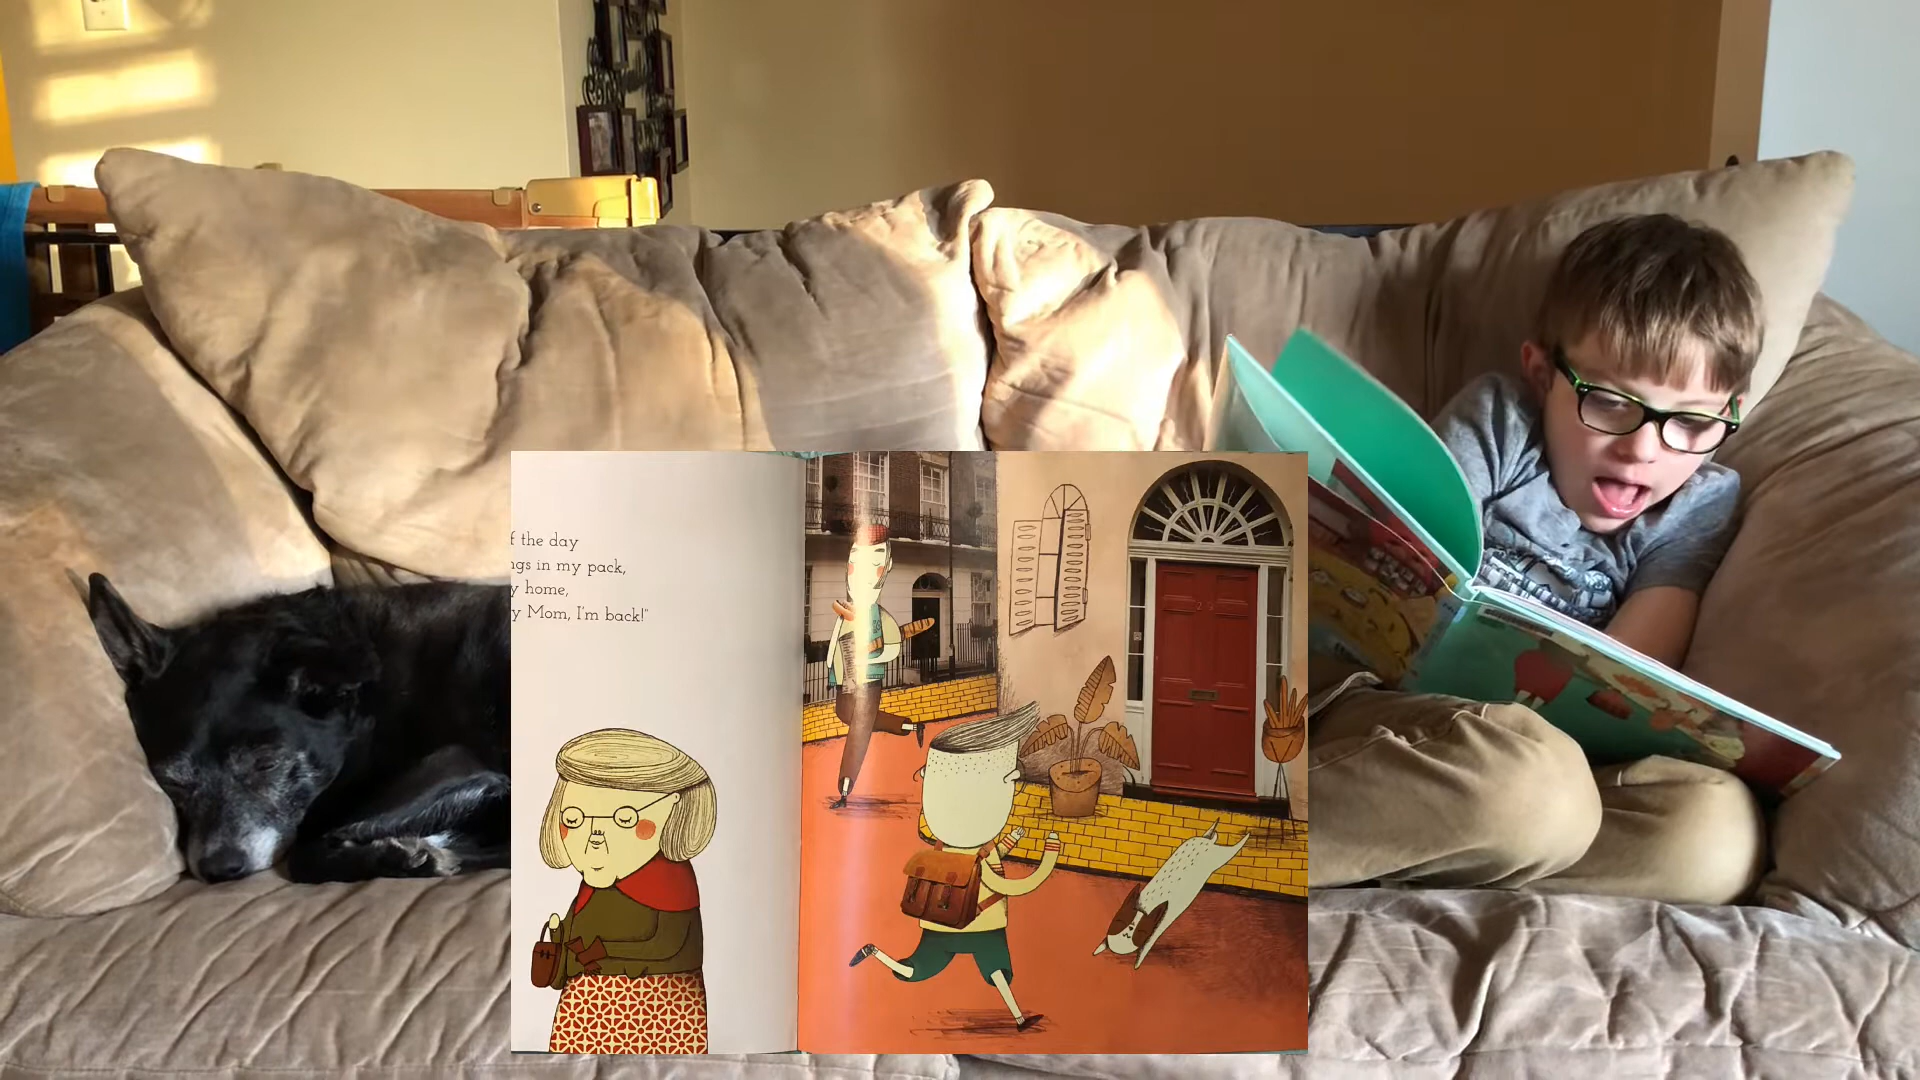 f the day
ngs in my pack,
y home,
y Mom, I'm back!"